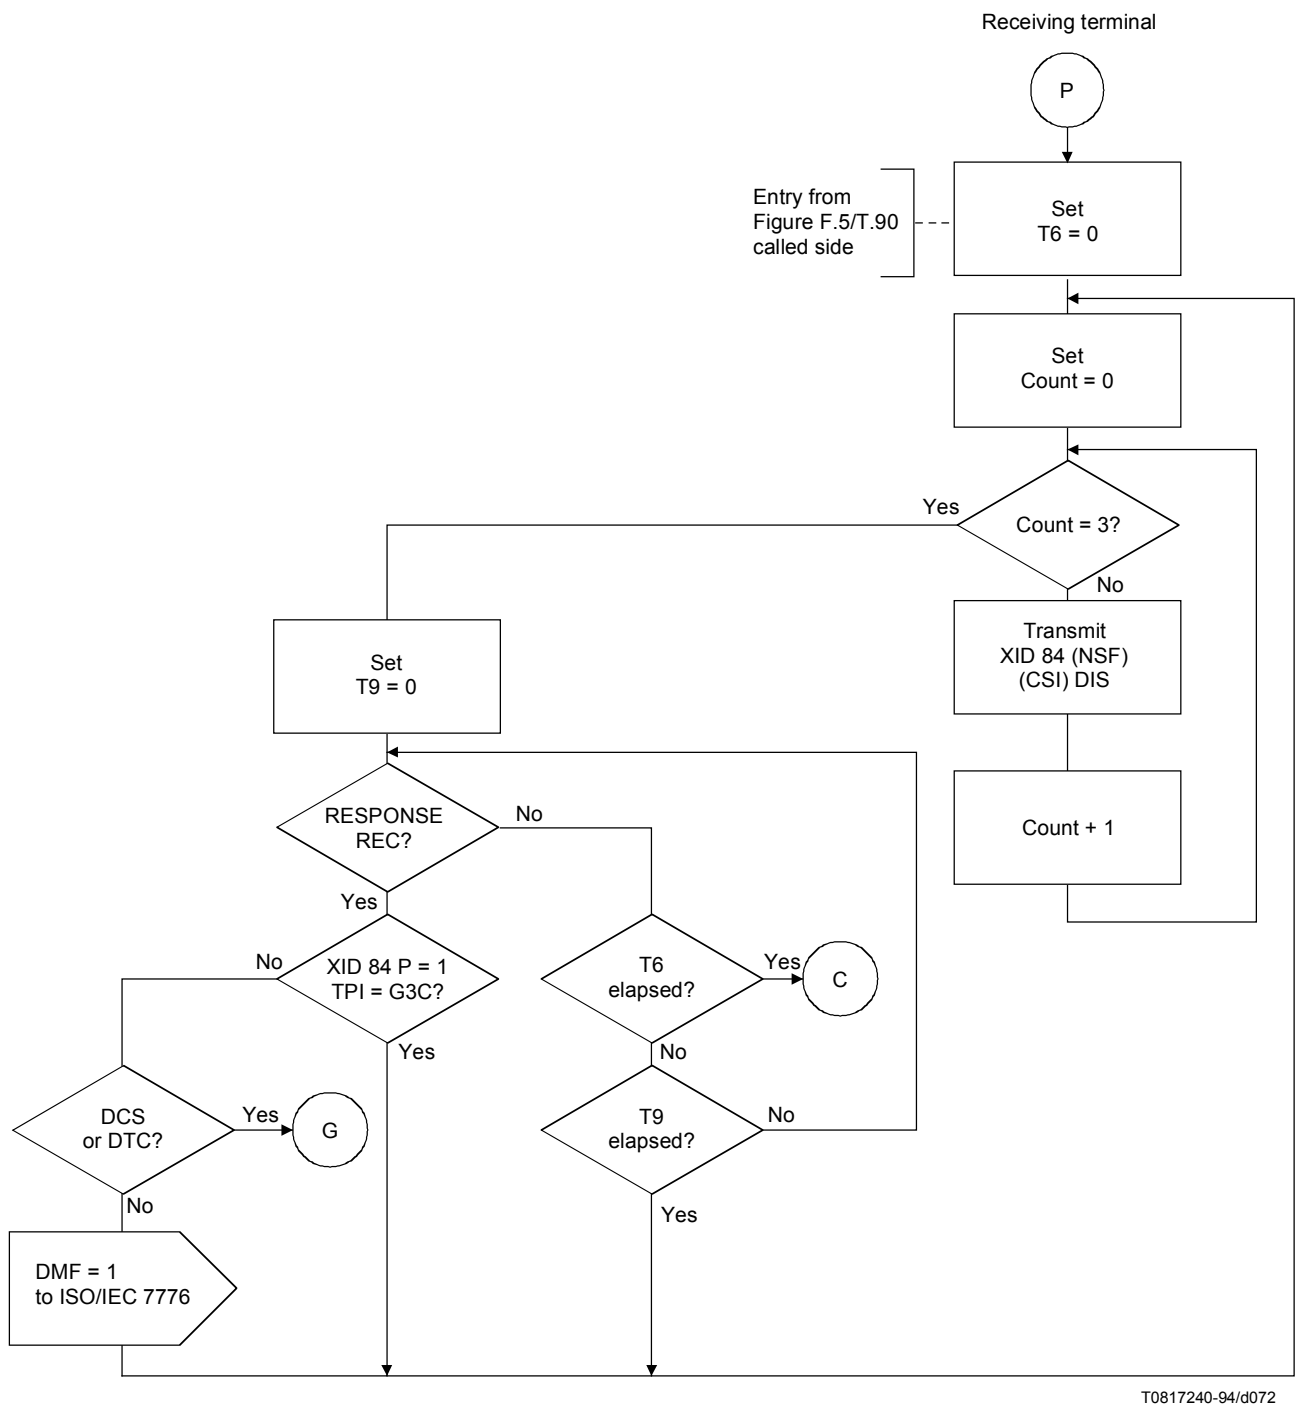 Receiving terminal
P
Entry from
Figure F.5/T.90
called side
Set
T6 = 0
Set
Count = 0
Yes
Count = 3?
No
Transmit
XID 84 (NSF)
(CSI) DIS
Set
T9 = 0
Count + 1
RESPONSE
REC?
No
Yes
No
XID 84 P = 1
TPI = G3C?
Yes
T6
elapsed?
Yes
C
No
DCS
or DTC?
Yes
G
T9
elapsed?
No
No
Yes
DMF = 1
to ISO/IEC 7776
T0817240-94/d072